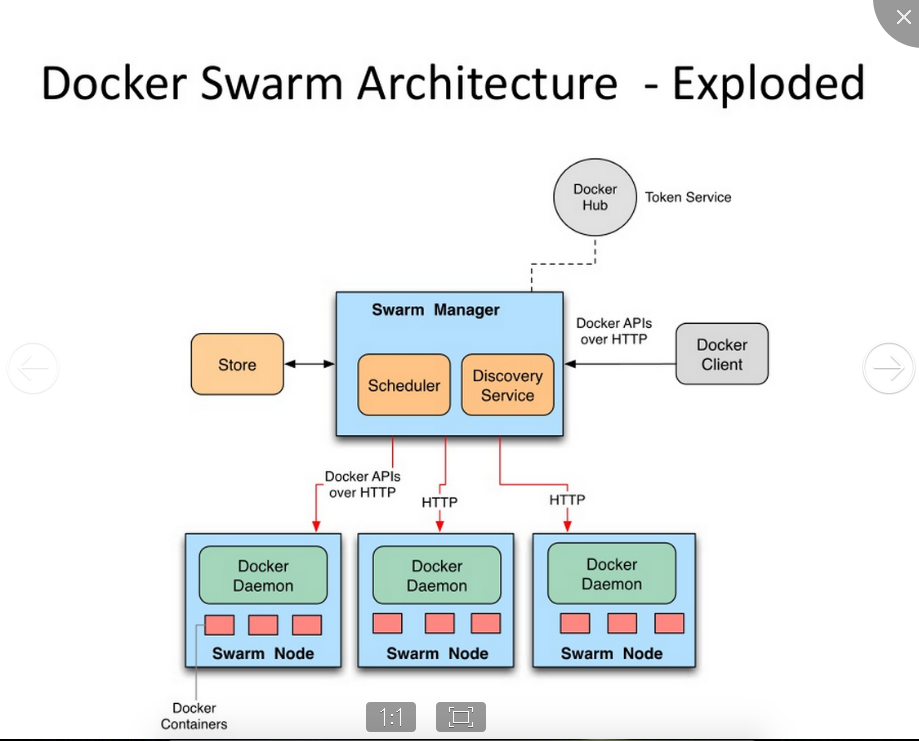 Docker Swarm Architecture - Exploded
Docker
Hub
Token Service
Swarm Manager
Docker APIs
over HTTP
Store
Scheduler
Discovery
Service
Docker
Client
Docker APIs
over HTTP
HTTP
HTTP
Docker
Daemon
Docker
Daemon
Docker
Daemon
Swarm Node
Swarm Node
Swarm Node
Docker
Containers
1:1